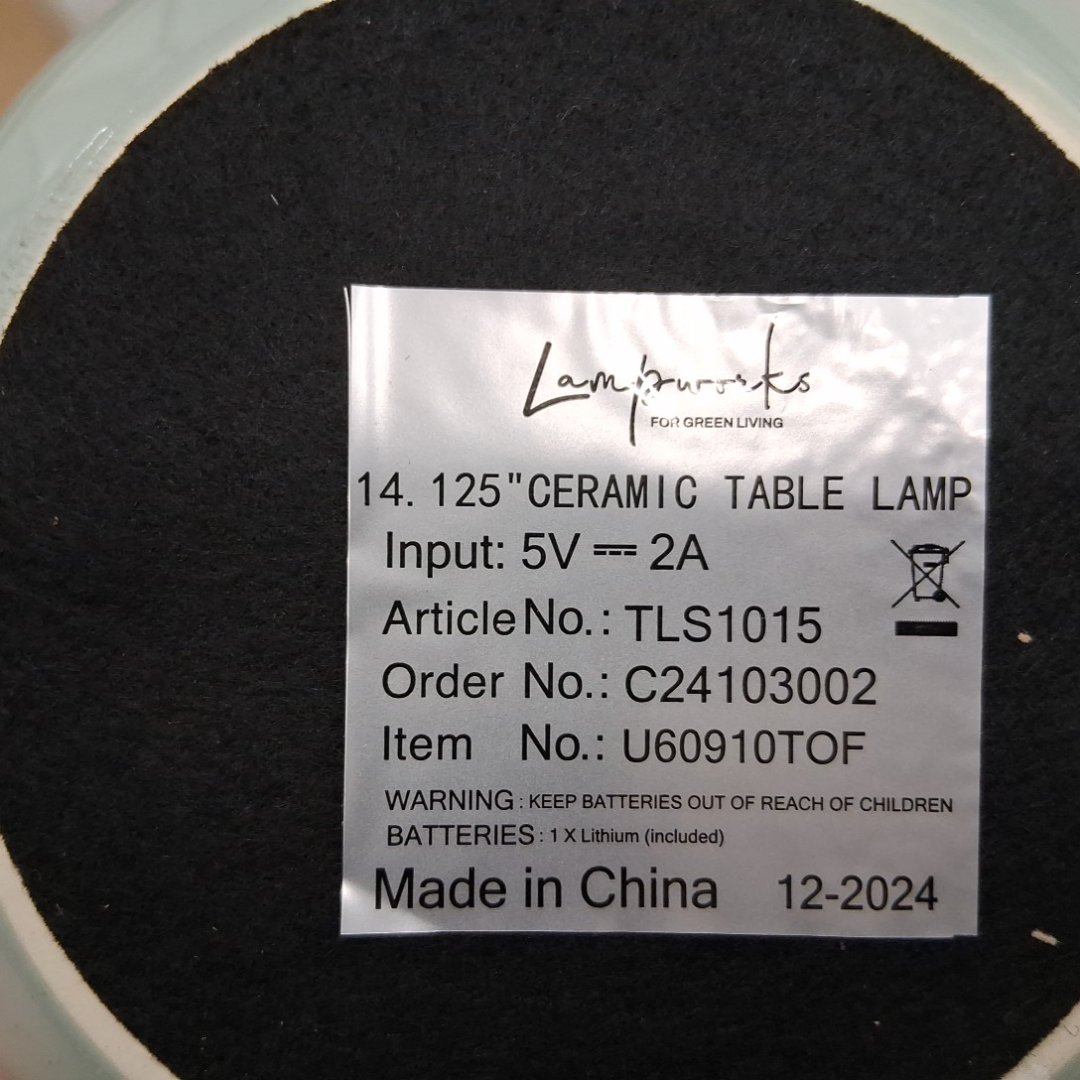 Lampworks
FOR GREEN LIVING
14.125"CERAMIC TABLE LAMP
Input: 5V ⎓ 2A
Article No.: TLS1015
Order No.: C24103002
Item No.: U60910TOF
WARNING: KEEP BATTERIES OUT OF REACH OF CHILDREN
BATTERIES: 1 X Lithium (included)
Made in China 12-2024